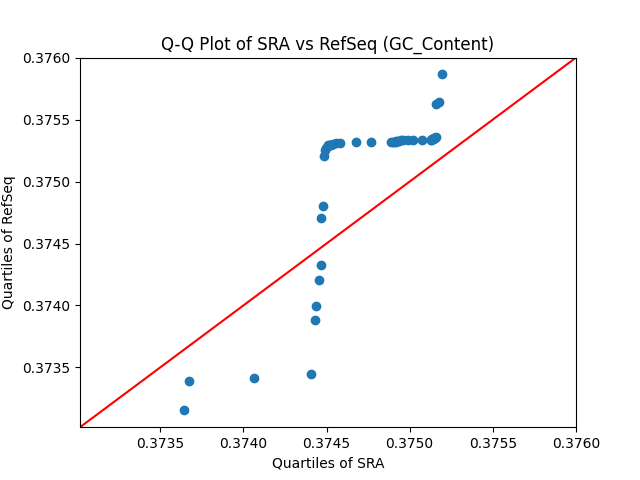 Q-Q Plot of SRA vs RefSeq (GC_Content)
0.3760
0.3755
0.3750
0.3745
0.3740
0.3735
Quartiles of RefSeq
0.3735 0.3740 0.3745 0.3750 0.3755 0.3760
Quartiles of SRA